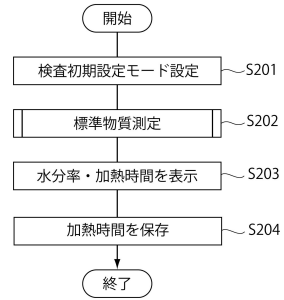 開始
検査初期設定モード設定 S201
標準物質測定 S202
水分率・加熱時間を表示 S203
加熱時間を保存 S204
終了